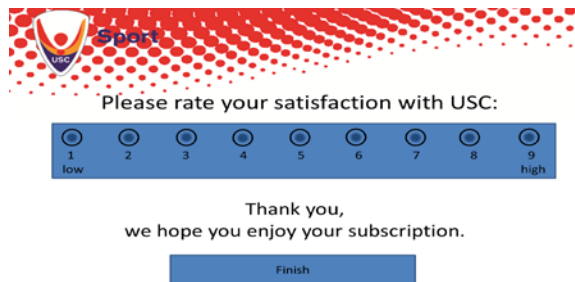 USC
Sport
Please rate your satisfaction with USC:
1 2 3 4 5 6 7 8 9
low high
Thank you,
we hope you enjoy your subscription.
Finish